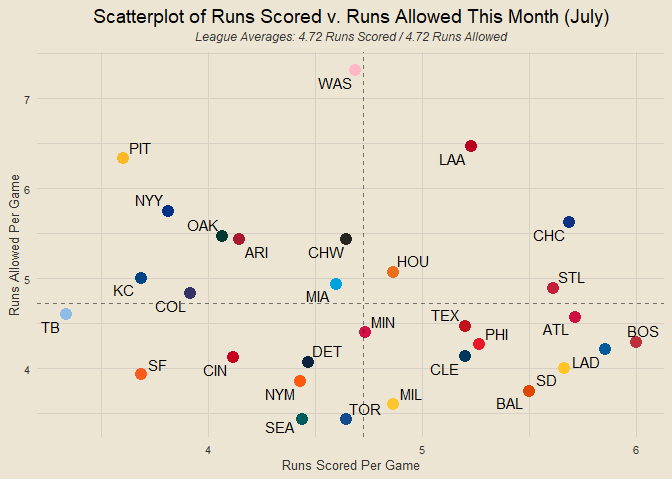 Scatterplot of Runs Scored v. Runs Allowed This Month (July)
League Averages: 4.72 Runs Scored / 4.72 Runs Allowed
WAS
7
PIT
LAA
6
NYY
OAK
ARI
CHW
CHC
HOU
STL
5
KC
COL
MIA
TB
MIN
TEX
PHI
ATL
BOS
4
SF
CIN
DET
CLE
LAD
SD
NYM
MIL
BAL
SEA
TOR
4
5
6
Runs Scored Per Game
Runs Allowed Per Game